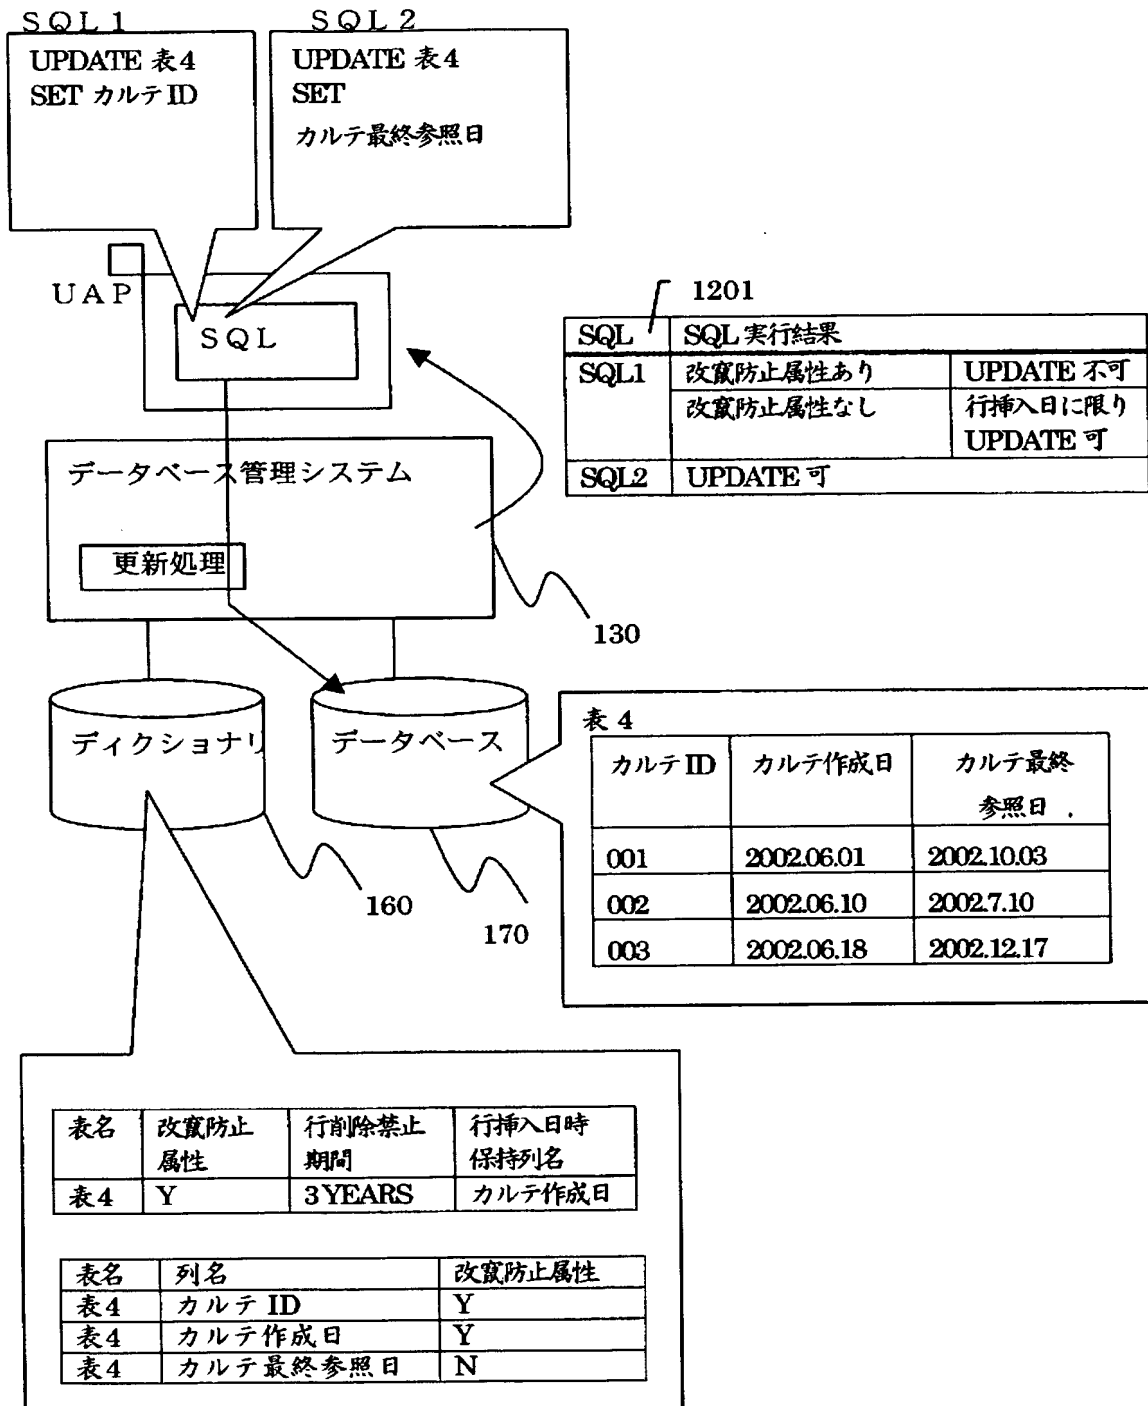 SQL1
SQL2
UPDATE 表4
SET カルテID
UPDATE 表4
SET
カルテ最終参照日
UAP
SQL
1201
SQL SQL実行結果
SQL1 改竄防止属性あり UPDATE 不可
改竄防止属性なし 行挿入日に限り
UPDATE 可
SQL2 UPDATE 可
データベース管理システム
更新処理
130
ディクショナリ
データベース
160
170
表 4
カルテID カルテ作成日 カルテ最終
参照日
001 2002.06.01 2002.10.03
002 2002.06.10 2002.7.10
003 2002.06.18 2002.12.17
表名 改竄防止 行削除禁止 行挿入日時
属性 期間 保持列名
表4 Y 3YEARS カルテ作成日
表名 列名 改竄防止属性
表4 カルテ ID Y
表4 カルテ作成日 Y
表4 カルテ最終参照日 N